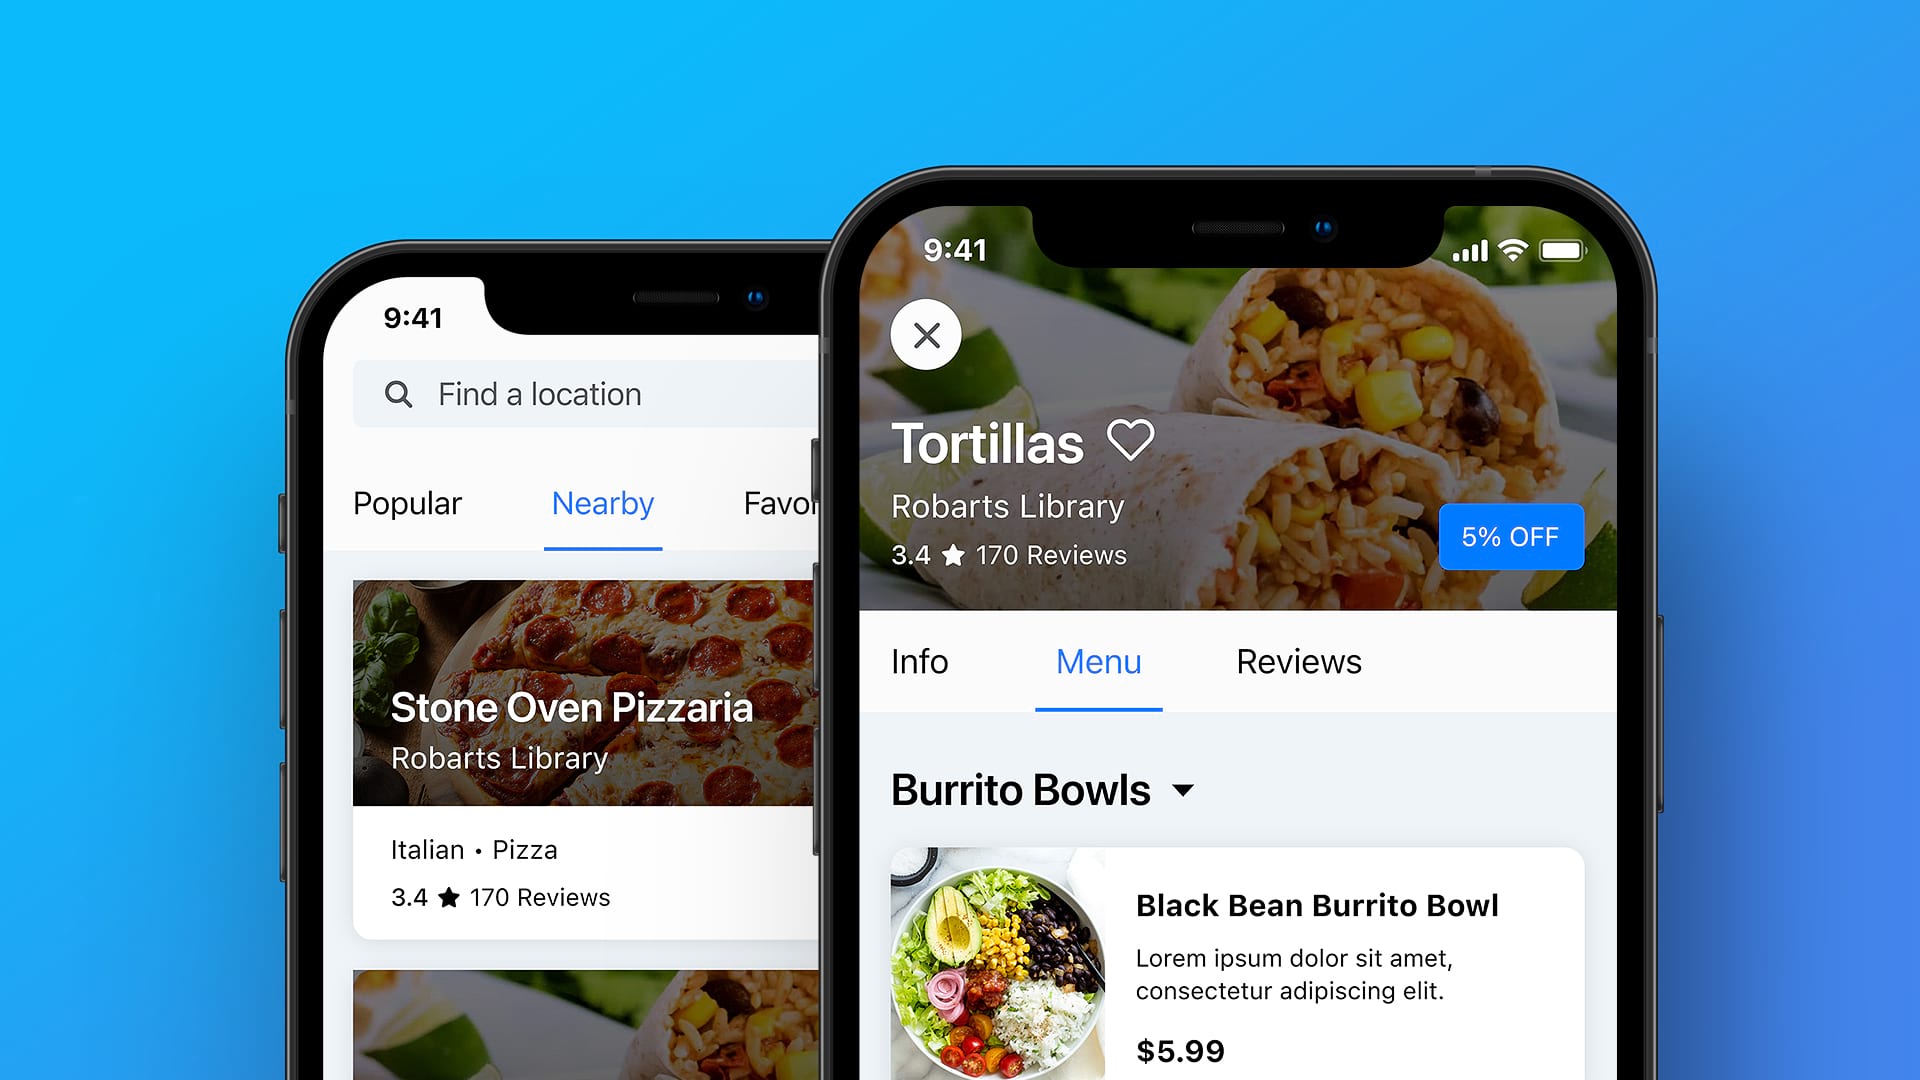 9:41
Find a location
Popular
Nearby
Favo
Stone Oven Pizzaria
Robarts Library
Italian • Pizza
3.4 ★ 170 Reviews
9:41
Tortillas
Robarts Library
3.4 ★ 170 Reviews
5% OFF
Info
Menu
Reviews
Burrito Bowls
Black Bean Burrito Bowl
Lorem ipsum dolor sit amet,
consectetur adipiscing elit.
$5.99